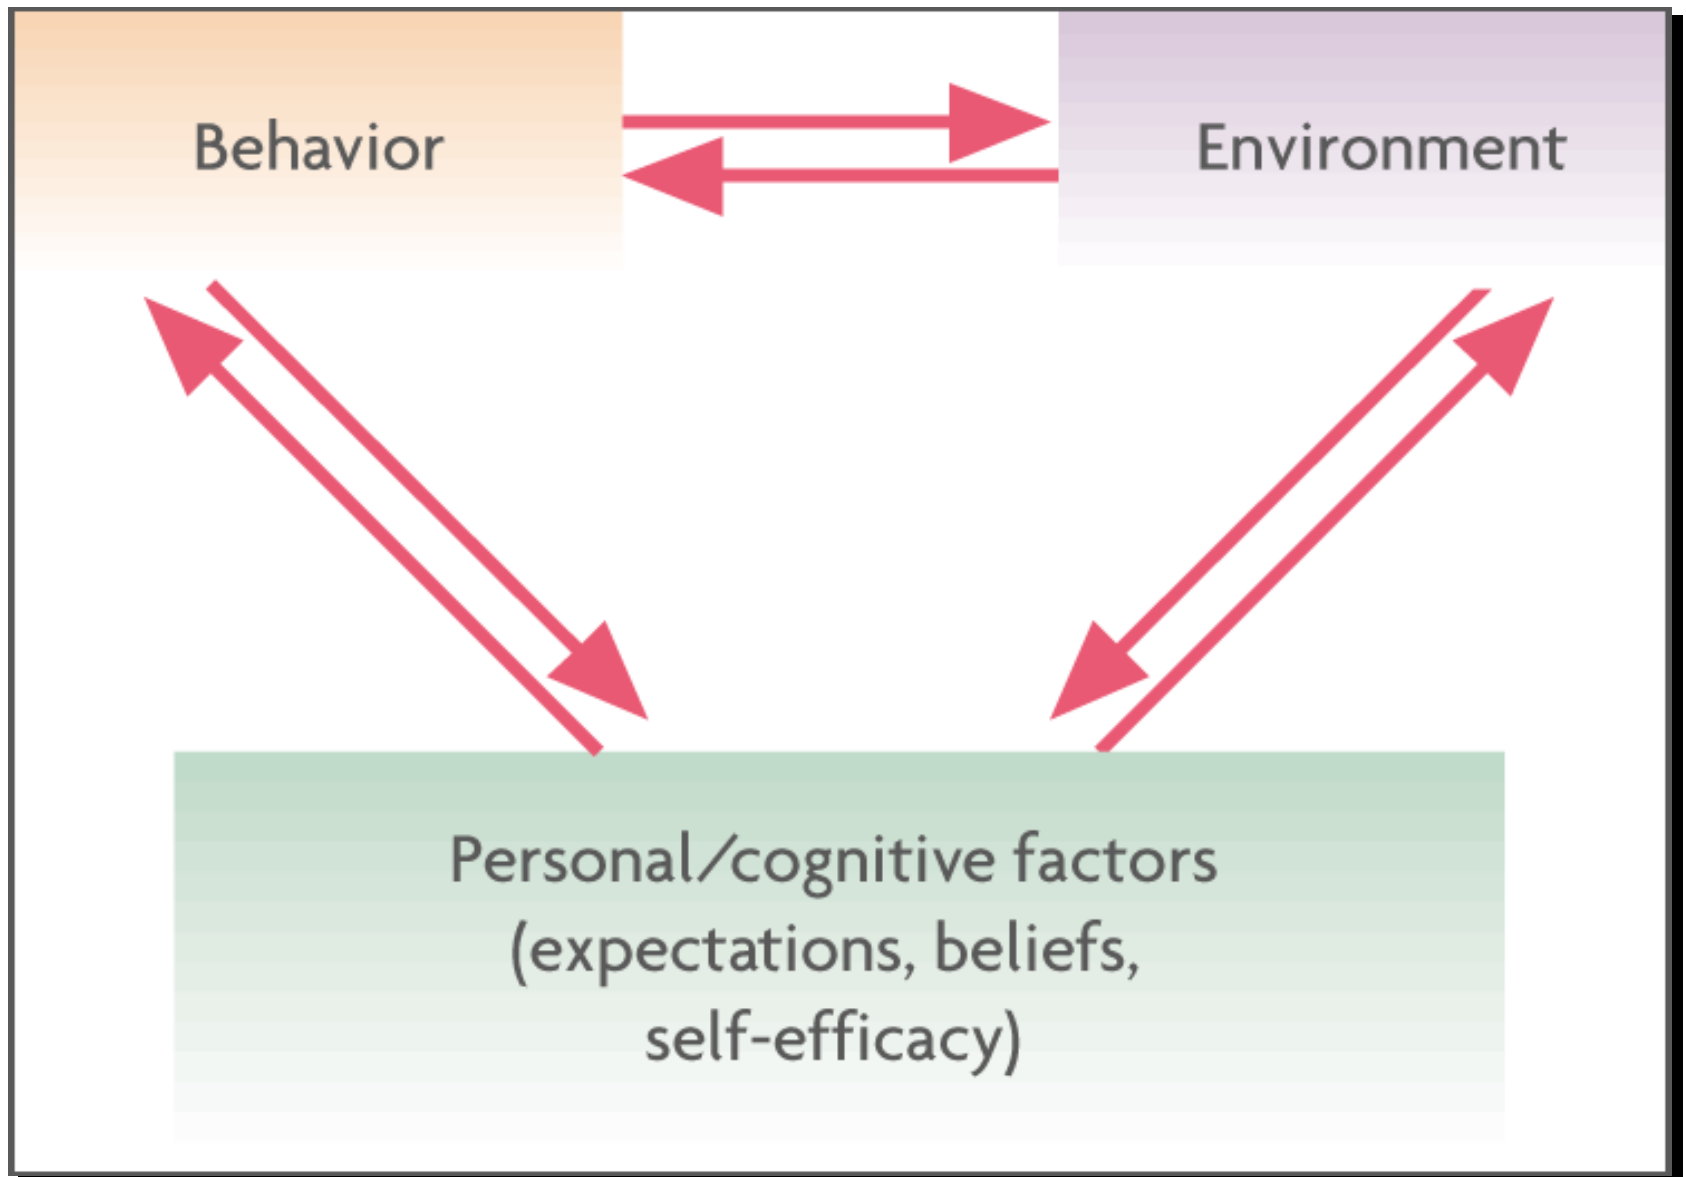 Behavior
Environment
Personal/cognitive factors
(expectations, beliefs,
self-efficacy)